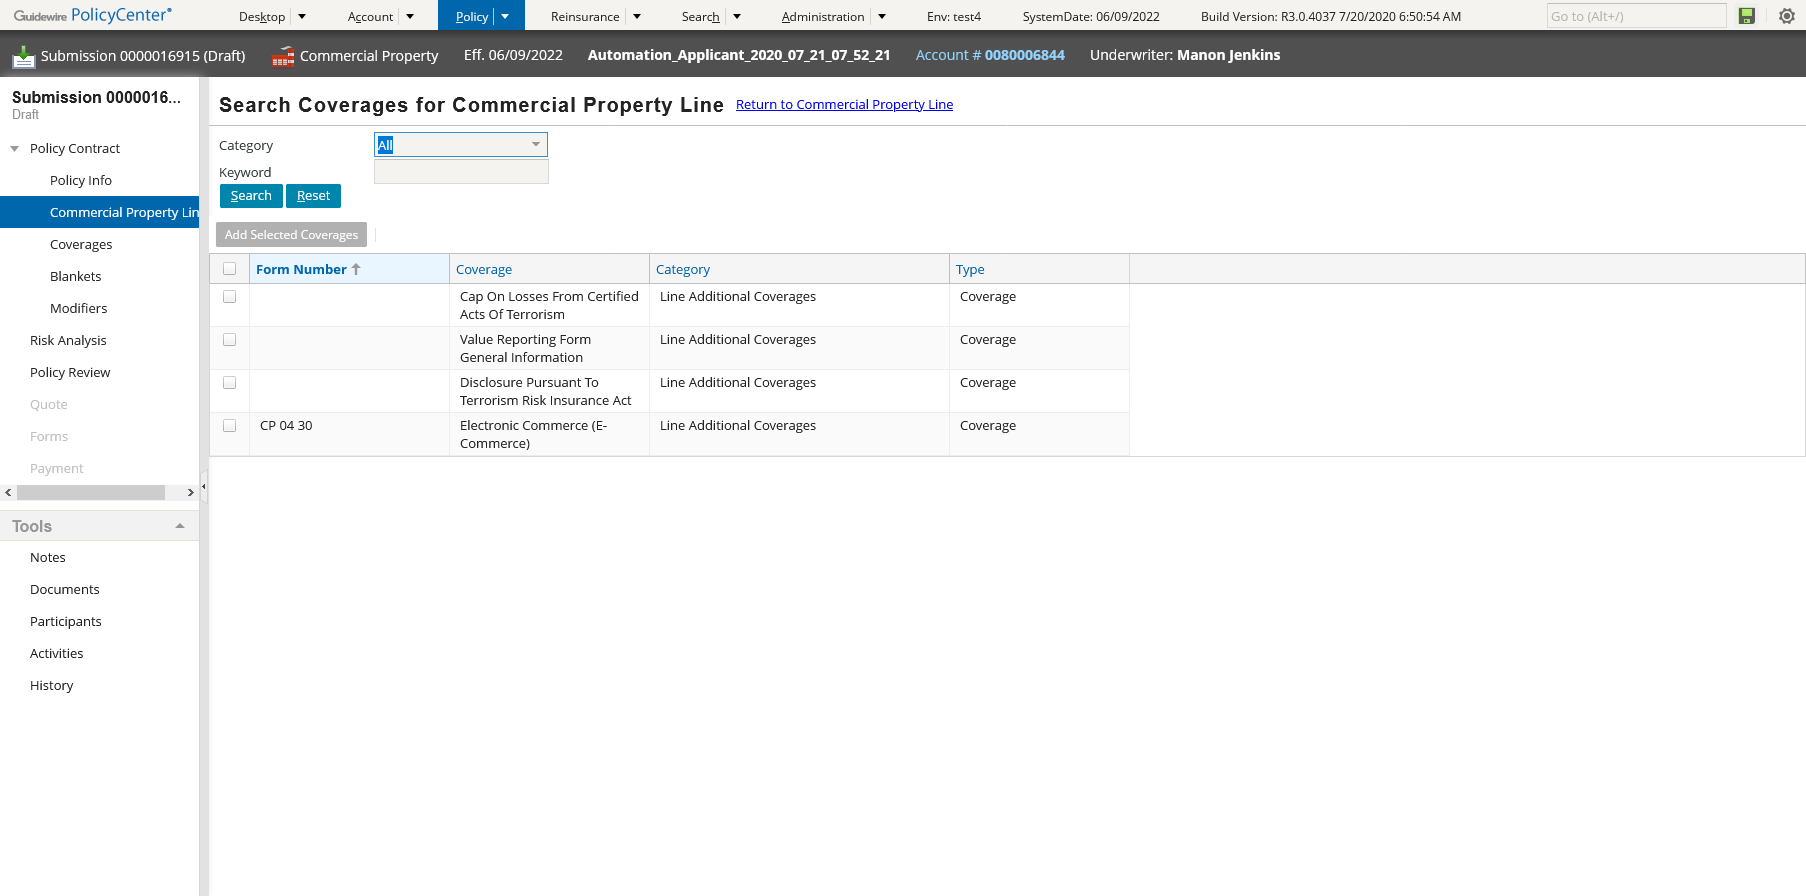 Guidewire PolicyCenter®
Desktop
Account
Policy
Reinsurance
Search
Administration
Env: test4
SystemDate: 06/09/2022
Build Version: R3.0.4037 7/20/2020 6:50:54 AM
Go to (Alt+/)
Submission 0000016915 (Draft)
Commercial Property
Eff. 06/09/2022
Automation_Applicant_2020_07_21_07_52_21
Account # 0080006844
Underwriter: Manon Jenkins
Submission 0000016...
Draft
Policy Contract
Policy Info
Commercial Property Lin
Coverages
Blankets
Modifiers
Risk Analysis
Policy Review
Quote
Forms
Payment
Tools
Notes
Documents
Participants
Activities
History
Search Coverages for Commercial Property Line
Return to Commercial Property Line
Category
All
Keyword
Search
Reset
Add Selected Coverages
Form Number
Coverage
Category
Type
Cap On Losses From Certified
Acts Of Terrorism
Line Additional Coverages
Coverage
Value Reporting Form
General Information
Line Additional Coverages
Coverage
Disclosure Pursuant To
Terrorism Risk Insurance Act
Line Additional Coverages
Coverage
CP 04 30
Electronic Commerce (E-
Commerce)
Line Additional Coverages
Coverage